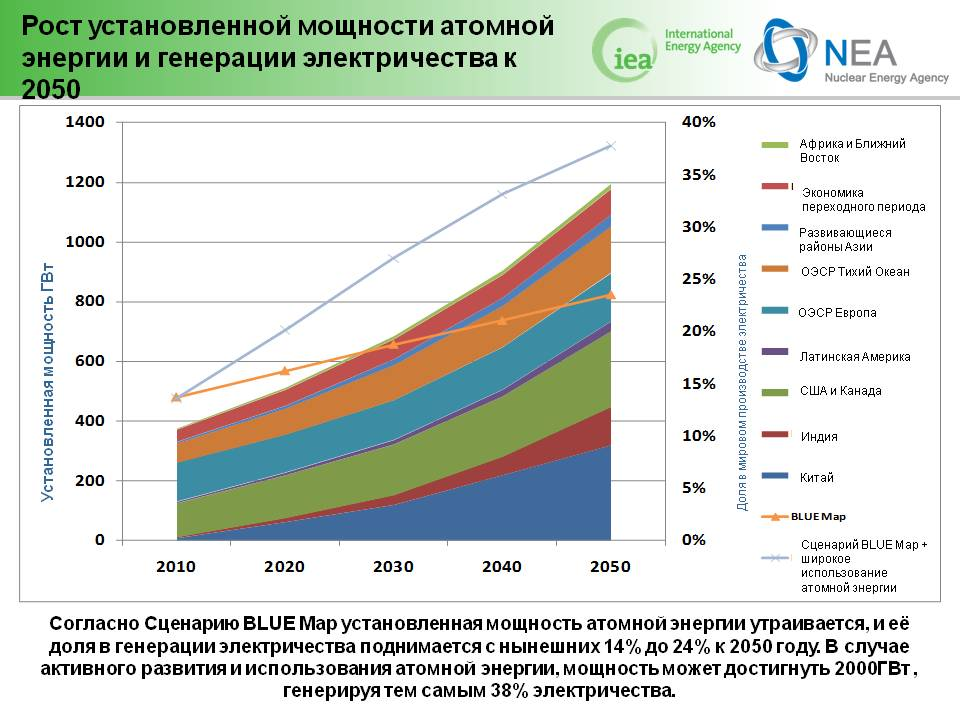 Рост установленной мощности атомной
энергии и генерации электричества к
2050
iea
International
Energy Agency
NEA
Nuclear Energy Agency
Установленная мощность ГВт
1400
1200
1000
800
600
400
200
0
2010
2020
2030
2040
2050
40%
35%
30%
25%
20%
15%
10%
5%
0%
Доля в мировом производстве электричества
Африка и Ближний
Восток
Экономика
переходного периода
Развивающиеся
районы Азии
ОЭСР Тихий Океан
ОЭСР Европа
Латинская Америка
США и Канада
Индия
Китай
BLUE Map
Сценарий BLUE Map +
широкое
использование
атомной энергии
Согласно Сценарию BLUE Map установленная мощность атомной энергии утраивается, и её
доля в генерации электричества поднимается с нынешних 14% до 24% к 2050 году. В случае
активного развития и использования атомной энергии, мощность может достигнуть 2000ГВт,
генерируя тем самым 38% электричества.